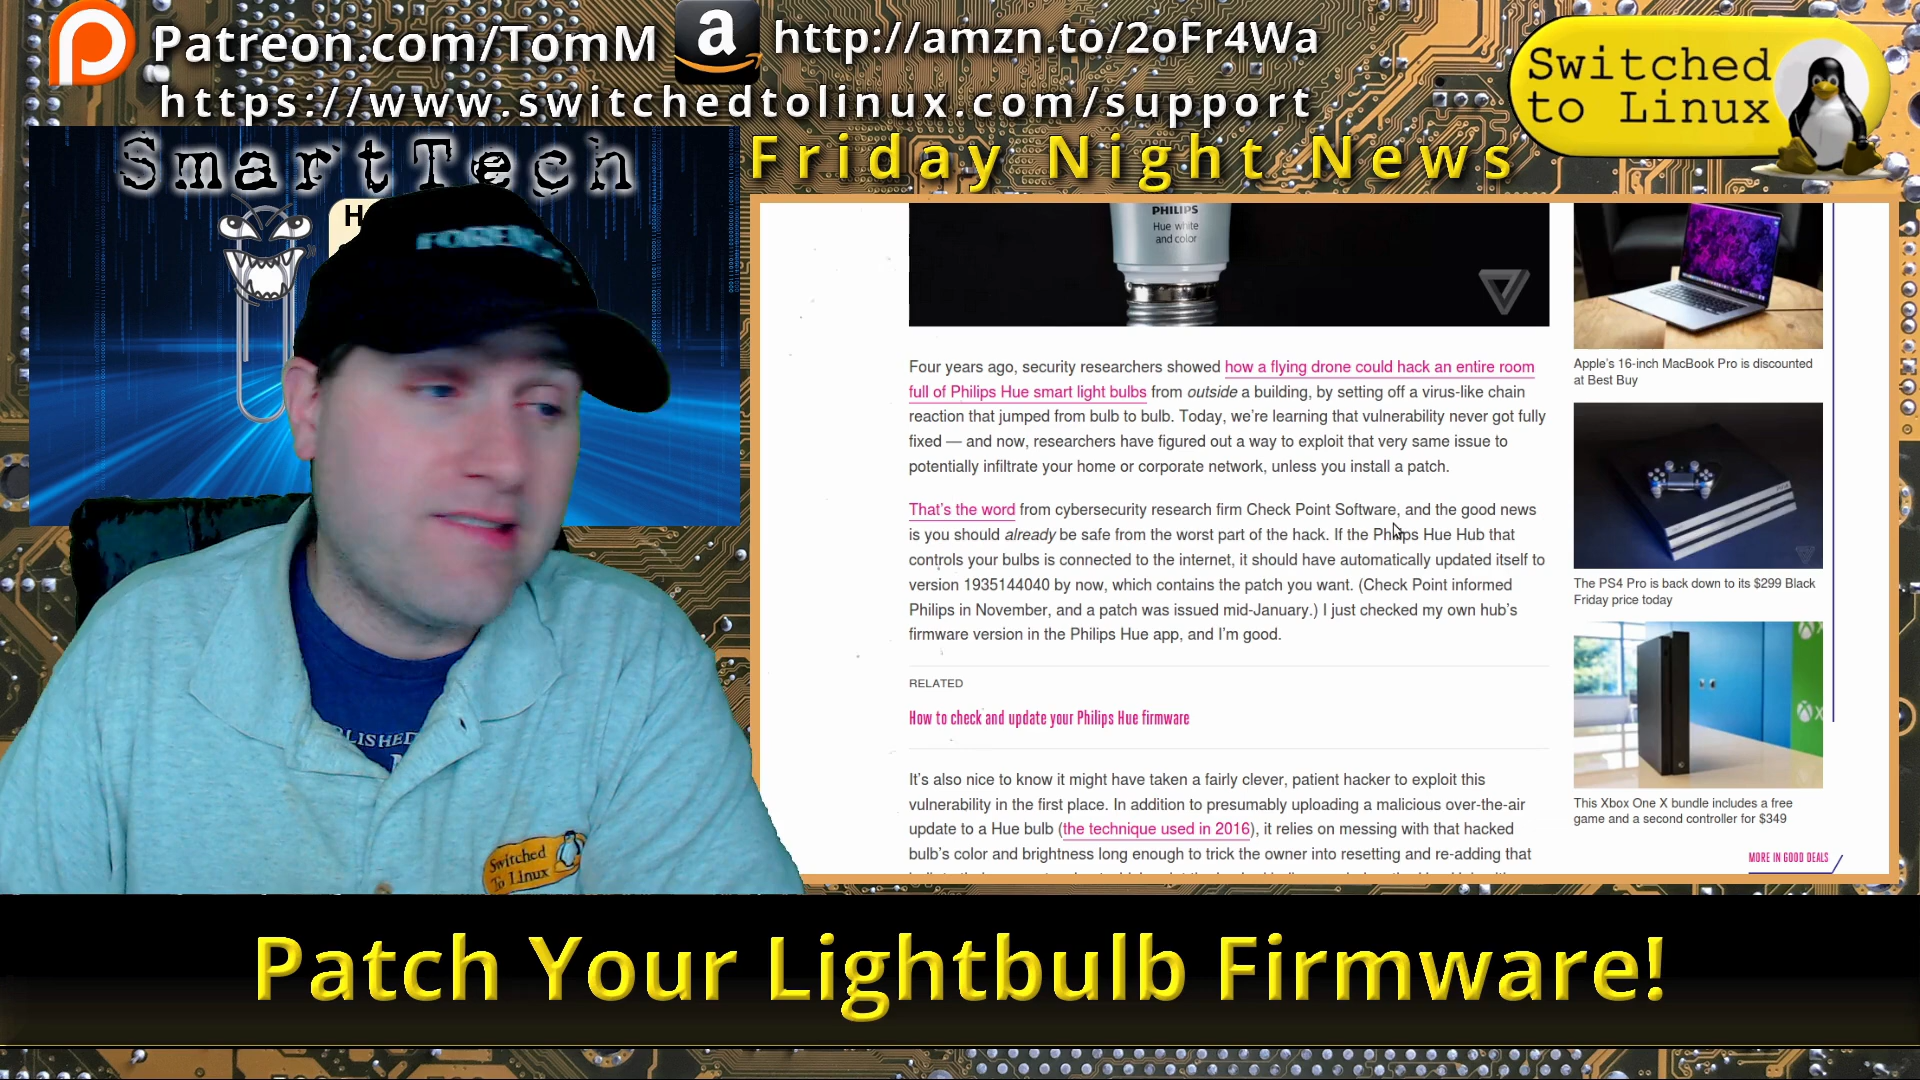 Patreon.com/TomM
a
http://amzn.to/2oFr4Wa
https://www.switchedtolinux.com/support
Switched
to Linux
SmartTech
Friday Night News
PHILIPS
Hue white
and color
Four years ago, security researchers showed how a flying drone could hack an entire room
full of Philips Hue smart light bulbs from outside a building, by setting off a virus-like chain
reaction that jumped from bulb to bulb. Today, we’re learning that vulnerability never got fully
fixed — and now, researchers have figured out a way to exploit that very same issue to
potentially infiltrate your home or corporate network, unless you install a patch.
That’s the word from cybersecurity research firm Check Point Software, and the good news
is you should already be safe from the worst part of the hack. If the Philips Hue Hub that
controls your bulbs is connected to the internet, it should have automatically updated itself to
version 1935144040 by now, which contains the patch you want. (Check Point informed
Philips in November, and a patch was issued mid-January.) I just checked my own hub’s
firmware version in the Philips Hue app, and I’m good.
RELATED
How to check and update your Philips Hue firmware
It’s also nice to know it might have taken a fairly clever, patient hacker to exploit this
vulnerability in the first place. In addition to presumably uploading a malicious over-the-air
update to a Hue bulb (the technique used in 2016), it relies on messing with that hacked
bulb’s color and brightness long enough to trick the owner into resetting and re-adding that
Apple’s 16-inch MacBook Pro is discounted
at Best Buy
The PS4 Pro is back down to its $299 Black
Friday price today
This Xbox One X bundle includes a free
game and a second controller for $349
MORE IN GOOD DEALS
Switched
To Linux
Patch Your Lightbulb Firmware!